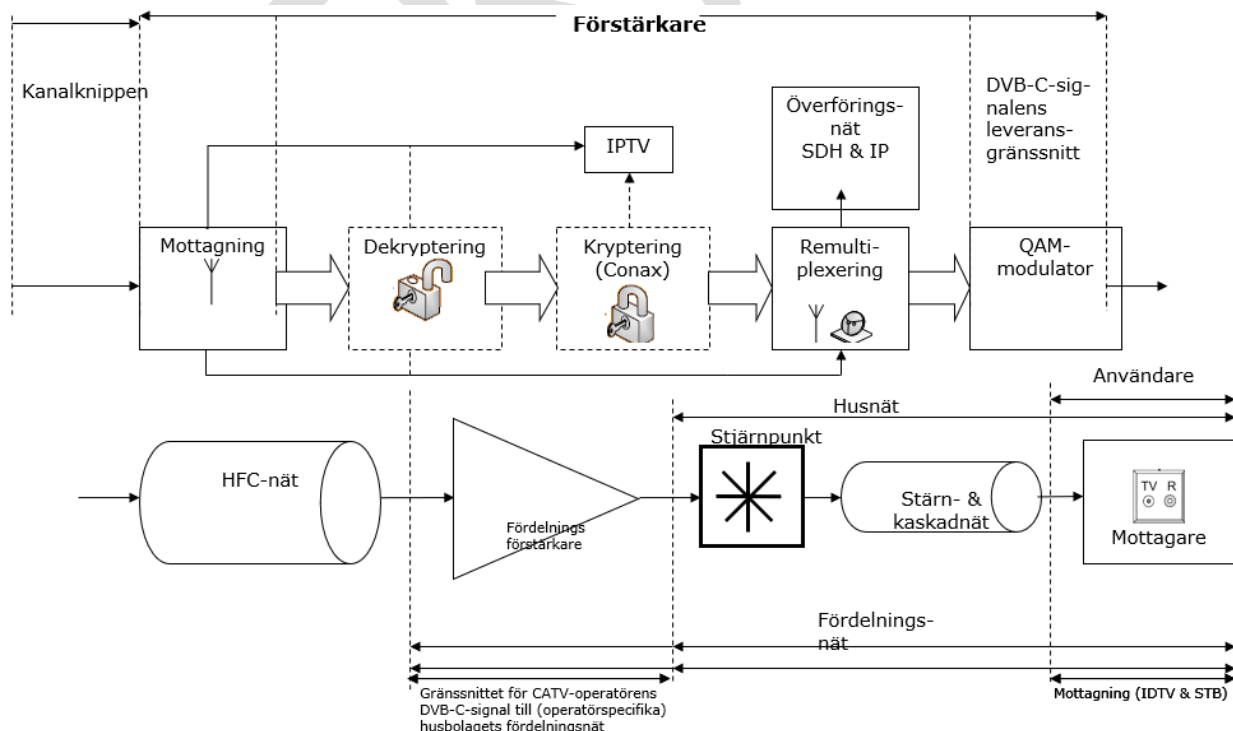 Förstärkare
Kanalknippen
DVB-C-sig-
nalens
leverans-
gränssnitt
Överförings-
nät
SDH & IP
IPTV
Mottagning
Dekryptering
Kryptering
(Conax)
Remulti-
plexering
QAM-
modulator
Användare
Husnät
Stjärnpunkt
HFC-nät
Fördelnings
förstärkare
Stärn- &
kaskadnät
TV R
Mottagare
Fördelnings-
nät
Gränssnittet för CATV-operatörens
DVB-C-signal till (operatörspecifika)
husbolagets fördelningsnät
Mottagning (IDTV & STB)